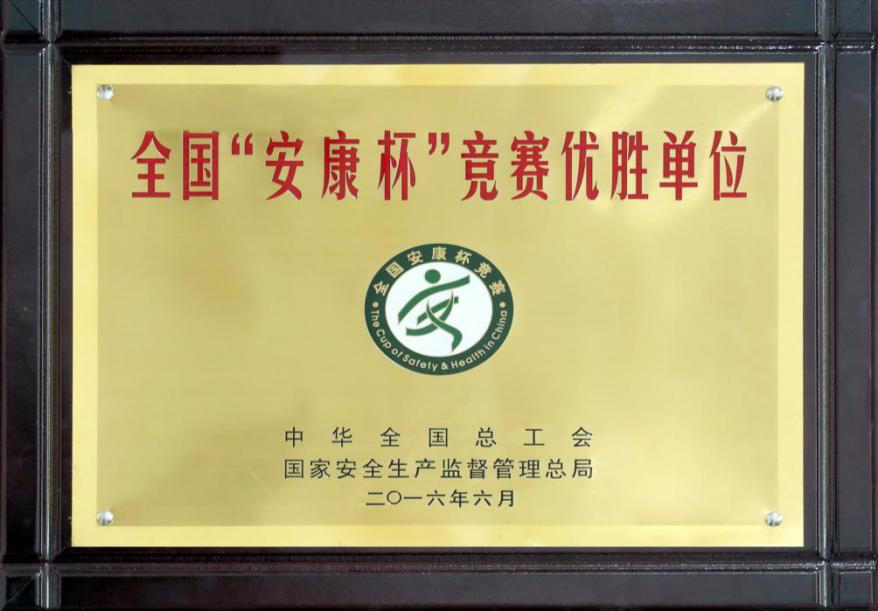 全国“安康杯”竞赛优胜单位
全国安康杯竞赛
The Cup of Safety & Health in China
中华全国总工会
国家安全生产监督管理总局
二〇一六年六月